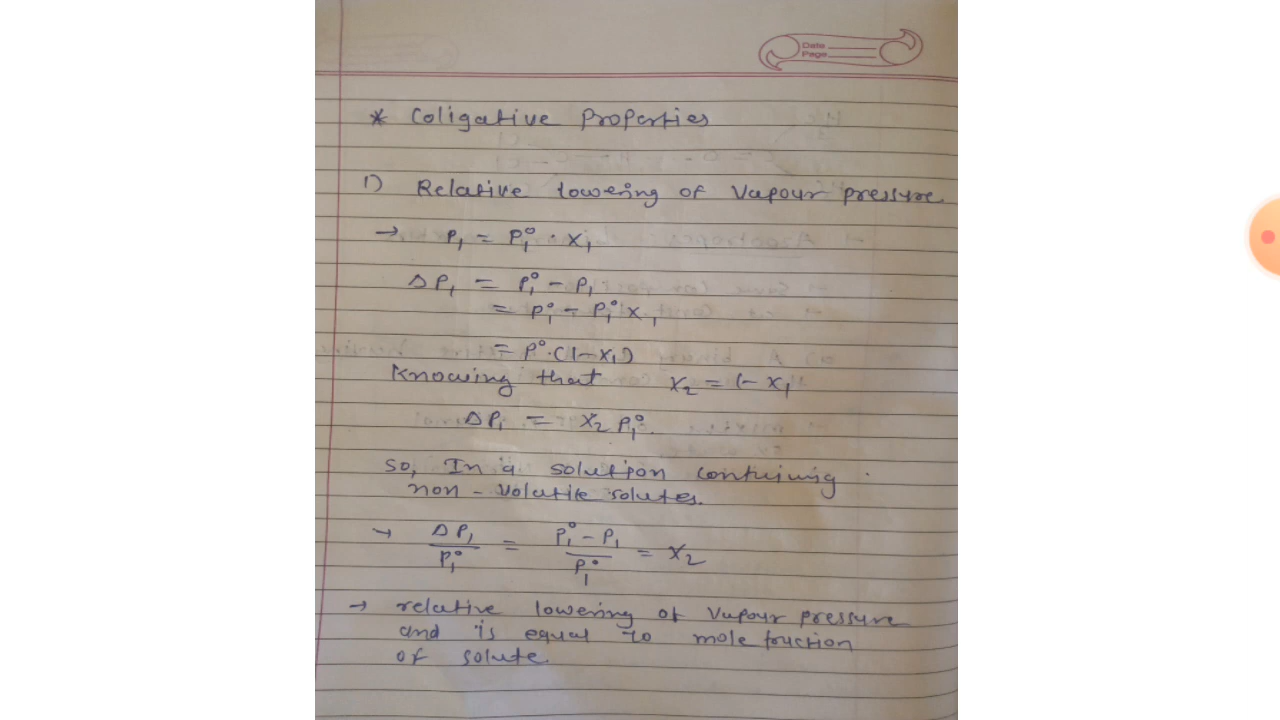 Date
Page
* Coligative Properties
1) Relative lowering of Vapour pressure.
→ P₁ = P₁° · x₁
ΔP₁ = P₁° - P₁
= P₁° - P₁° x₁
= P° · (1 - x₁)
Knowing that x₂ = 1 - x₁
ΔP₁ = x₂ P₁°.
So, In a solution contuining
non - Volatile solutes.
→ ΔP₁/P₁° = P₁° - P₁/P₁° = x₂
→ relative lowering of Vapour pressure
and is equal to mole fruction
of solute.